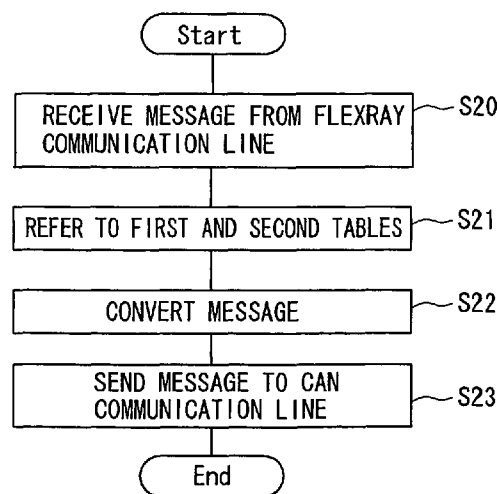 Start
RECEIVE MESSAGE FROM FLEXRAY
COMMUNICATION LINE
S20
REFER TO FIRST AND SECOND TABLES
S21
CONVERT MESSAGE
S22
SEND MESSAGE TO CAN
COMMUNICATION LINE
S23
End